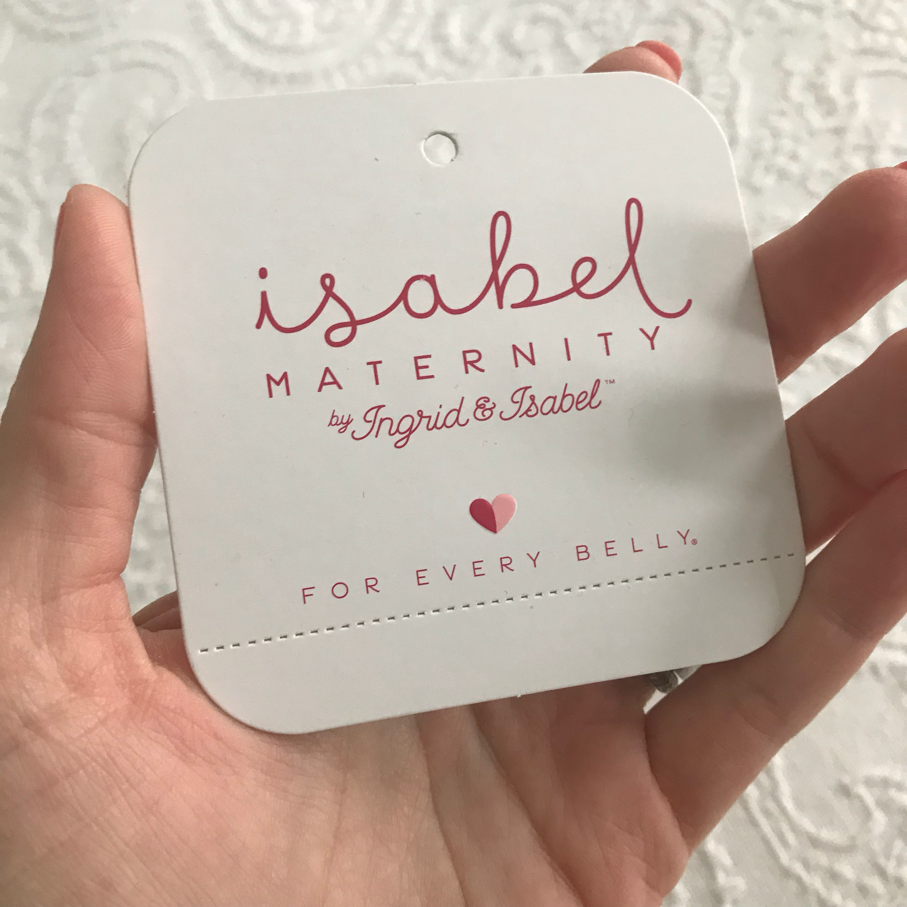 isabel
MATERNITY
by Ingrid & Isabel™
FOR EVERY BELLY®